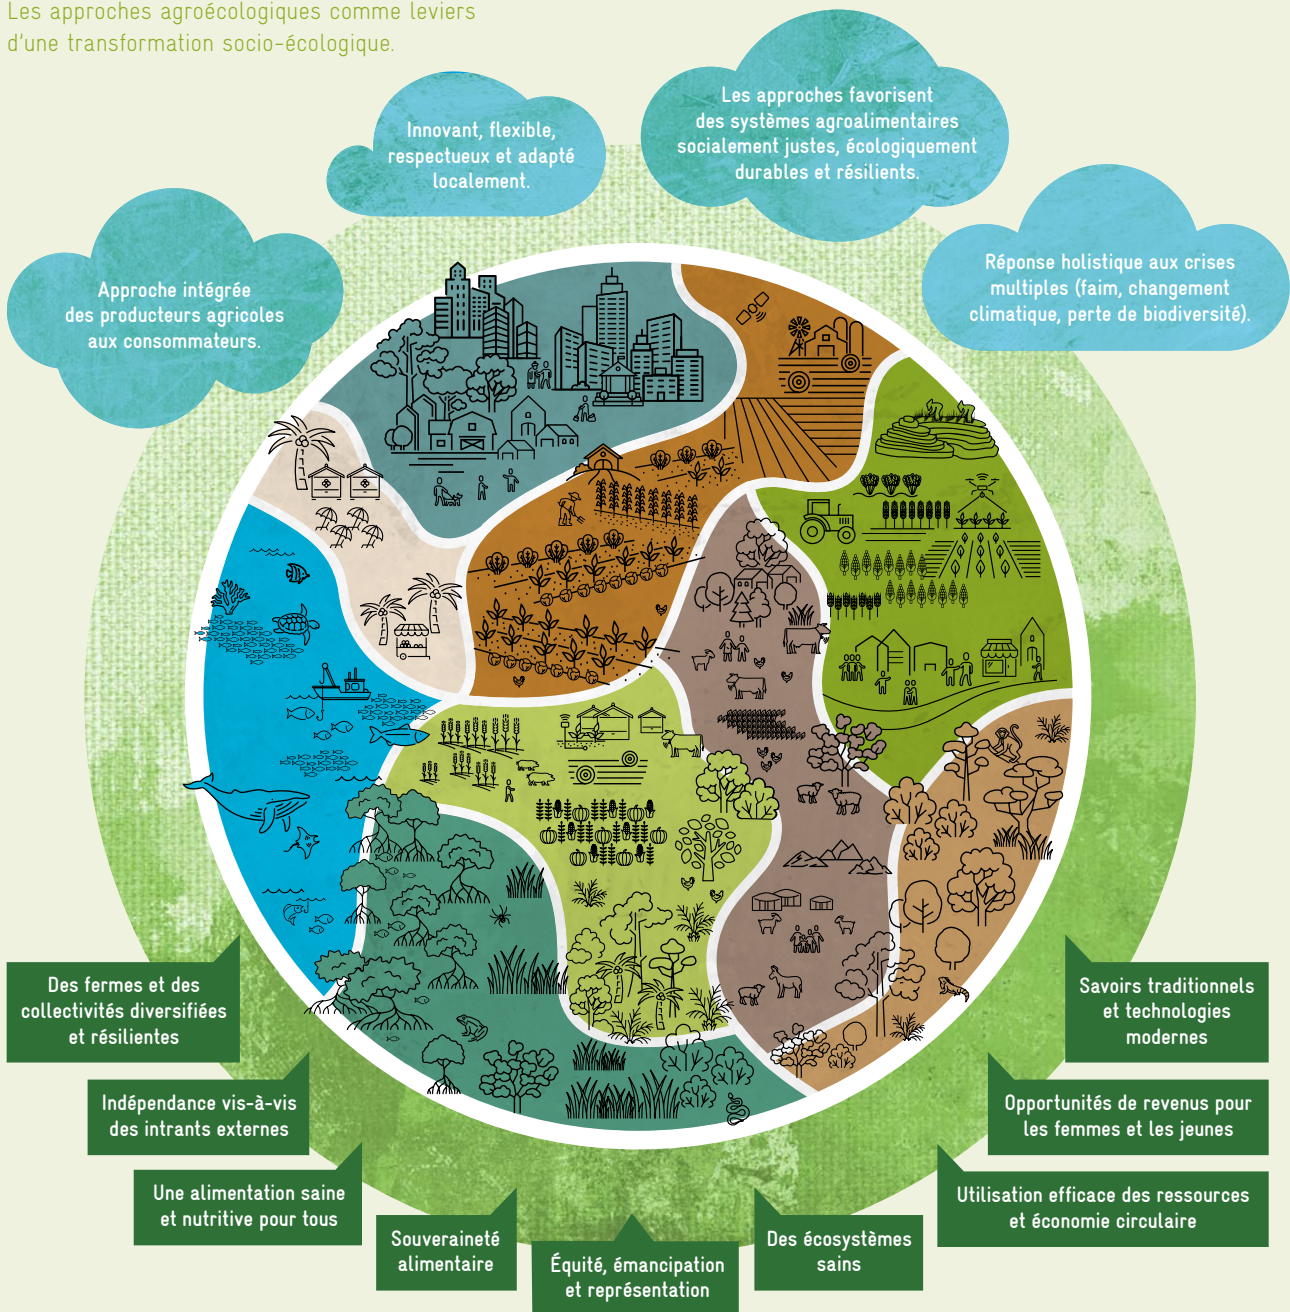 Les approches agroécologiques comme leviers
d'une transformation socio-écologique.
Les approches favorisent
des systèmes agroalimentaires
socialement justes, écologiquement
durables et résilients.
Innovant, flexible,
respectueux et adapté
localement.
Réponse holistique aux crises
multiples (faim, changement
climatique, perte de biodiversité).
Approche intégrée
des producteurs agricoles
aux consommateurs.
Des fermes et des
collectivités diversifiées
et résilientes
Savoirs traditionnels
et technologies
modernes
Indépendance vis-à-vis
des intrants externes
Opportunités de revenus pour
les femmes et les jeunes
Une alimentation saine
et nutritive pour tous
Utilisation efficace des ressources
et économie circulaire
Souveraineté
alimentaire
Équité, émancipation
et représentation
Des écosystèmes
sains